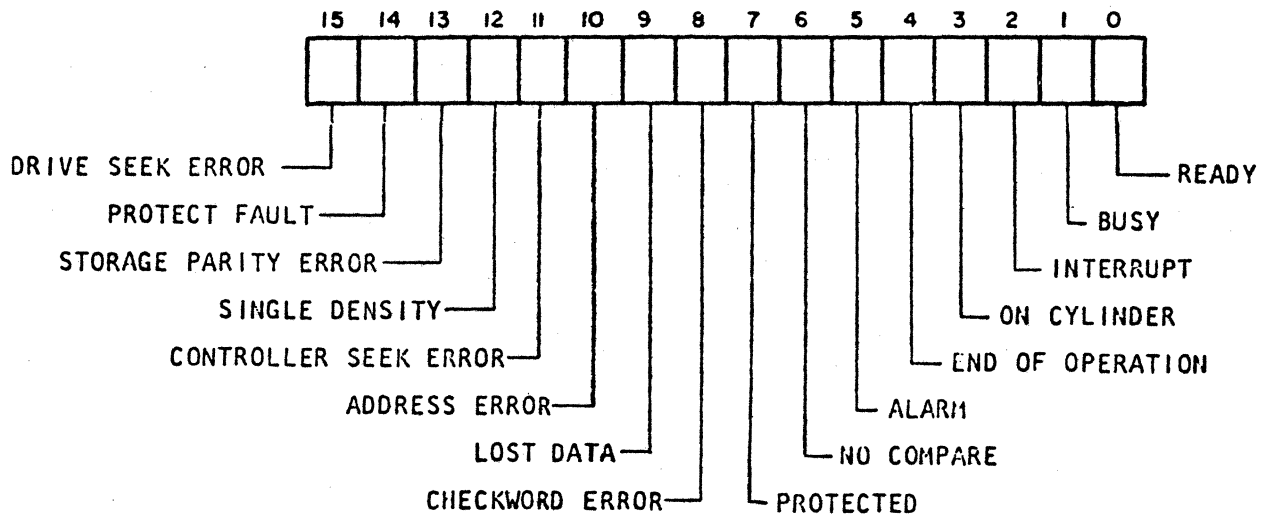 15 14 13 12 11 10 9 8 7 6 5 4 3 2 1 0
DRIVE SEEK ERROR
READY
PROTECT FAULT
BUSY
STORAGE PARITY ERROR
INTERRUPT
SINGLE DENSITY
ON CYLINDER
CONTROLLER SEEK ERROR
END OF OPERATION
ADDRESS ERROR
ALARM
LOST DATA
NO COMPARE
CHECKWORD ERROR
PROTECTED